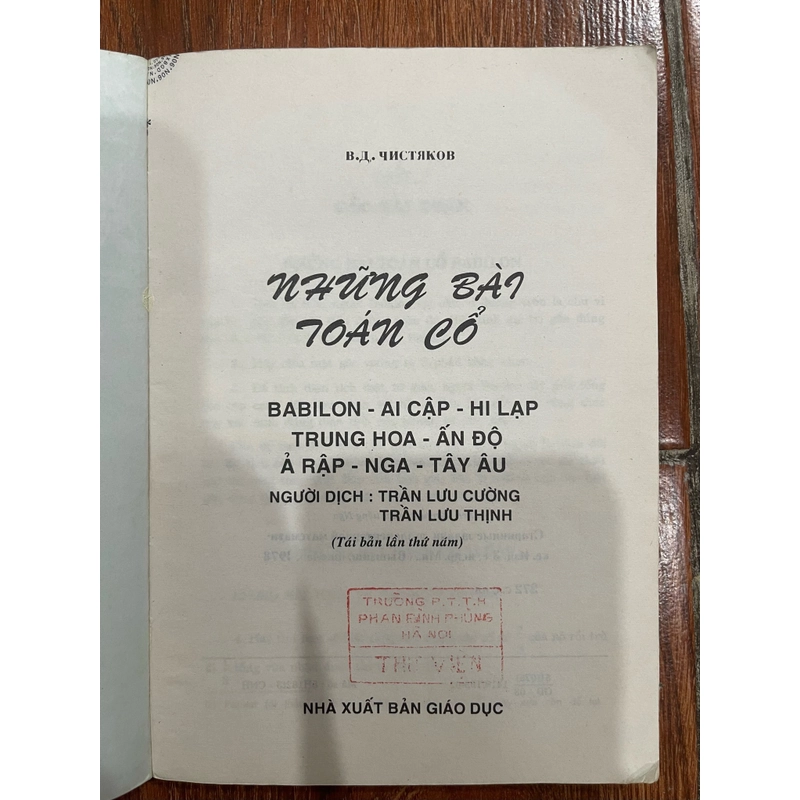 В.Д. ЧИСТЯКОВ
NHỮNG BÀI
TOÁN CỔ
BABILON - AI CẬP - HI LẠP
TRUNG HOA - ẤN ĐỘ
Ả RẬP - NGA - TÂY ÂU
NGƯỜI DỊCH : TRẦN LƯU CƯỜNG
TRẦN LƯU THỊNH
(Tái bản lần thứ năm)
TRƯỜNG P.T.T.H
PHAN ĐÌNH PHÙNG
HÀ NỘI
THƯ VIỆN
NHÀ XUẤT BẢN GIÁO DỤC